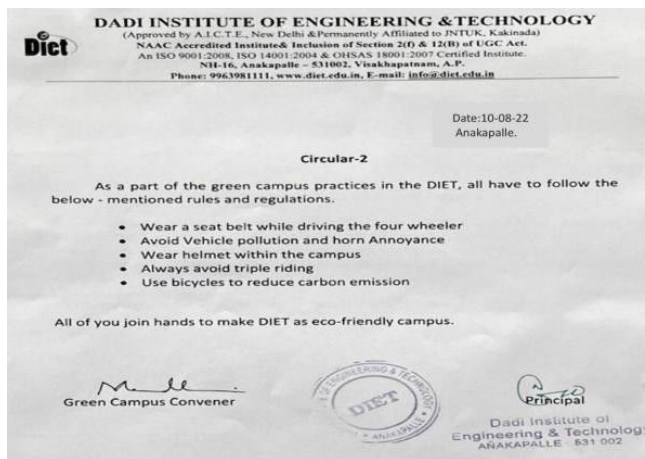 DADI INSTITUTE OF ENGINEERING &TECHNOLOGY
(Approved by A.I.C.T.E., New Delhi &Permanently Affiliated to JNTUK, Kakinada)
NAAC Accredited Institute& Inclusion of Section 2(f) & 12(B) of UGC Act.
An ISO 9001:2008, ISO 14001:2004 & OHSAS 18001:2007 Certified Institute.
NH-16, Anakapalle – 531002, Visakhapatnam, A.P.
Phone: 9963981111, www.diet.edu.in, E-mail: info@diet.edu.in
Diet
Date:10-08-22
Anakapalle.
Circular-2
As a part of the green campus practices in the DIET, all have to follow the
below - mentioned rules and regulations.
• Wear a seat belt while driving the four wheeler
• Avoid Vehicle pollution and horn Annoyance
• Wear helmet within the campus
• Always avoid triple riding
• Use bicycles to reduce carbon emission
All of you join hands to make DIET as eco-friendly campus.
Green Campus Convener
OF ENGINEERING & TECHNOLOGY
DIET
* ANAKAPALLE *
Principal
Dadi Institute of
Engineering & Technology
ANAKAPALLE - 531 002